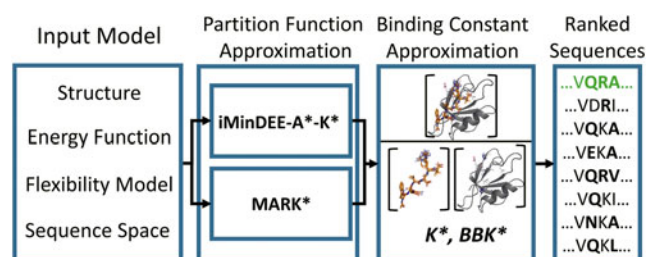 Input Model
Structure
Energy Function
Flexibility Model
Sequence Space
Partition Function
Approximation
iMinDEE-A*-K*
MARK*
Binding Constant
Approximation
K*, BBK*
Ranked
Sequences
...VQRA...
...VDRI...
...VQKA...
...VEKA...
...VQRV...
...VQKI...
...VNKA...
...VQKL...